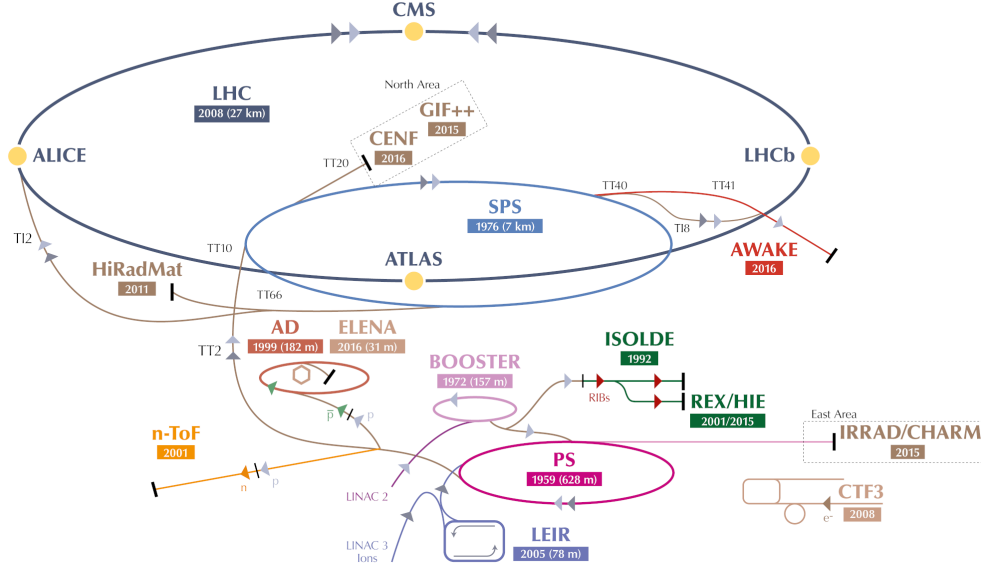 CMS
LHC
2008 (27 km)
North Area
GIF++
2015
CENF
2016
TT20
ALICE
LHCb
TT40
TT41
SPS
1976 (7 km)
TI8
TI2
TT10
ATLAS
AWAKE
2016
HiRadMat
2011
TT66
AD
1999 (182 m)
ELENA
2016 (31 m)
TT2
BOOSTER
1972 (157 m)
ISOLDE
1992
RIBs
REX/HIE
2001/2015
p̅
p
East Area
n-ToF
2001
IRRAD/CHARM
2015
PS
1959 (628 m)
n
p
LINAC 2
CTF3
2008
e-
LINAC 3
Ions
LEIR
2005 (78 m)